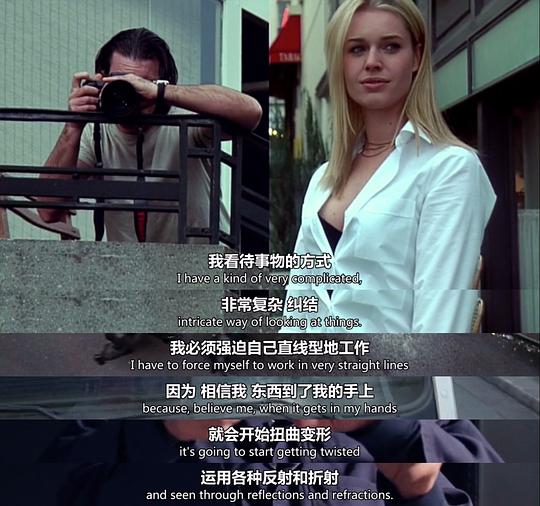 我看待事物的方式
I have a kind of very complicated,
非常复杂 纠结
intricate way of looking at things.
我必须强迫自己直线型地工作
I have to force myself to work in very straight lines
因为 相信我 东西到了我的手上
because, believe me, when it gets in my hands
就会开始扭曲变形
it's going to start getting twisted
运用各种反射和折射
and seen through reflections and refractions.